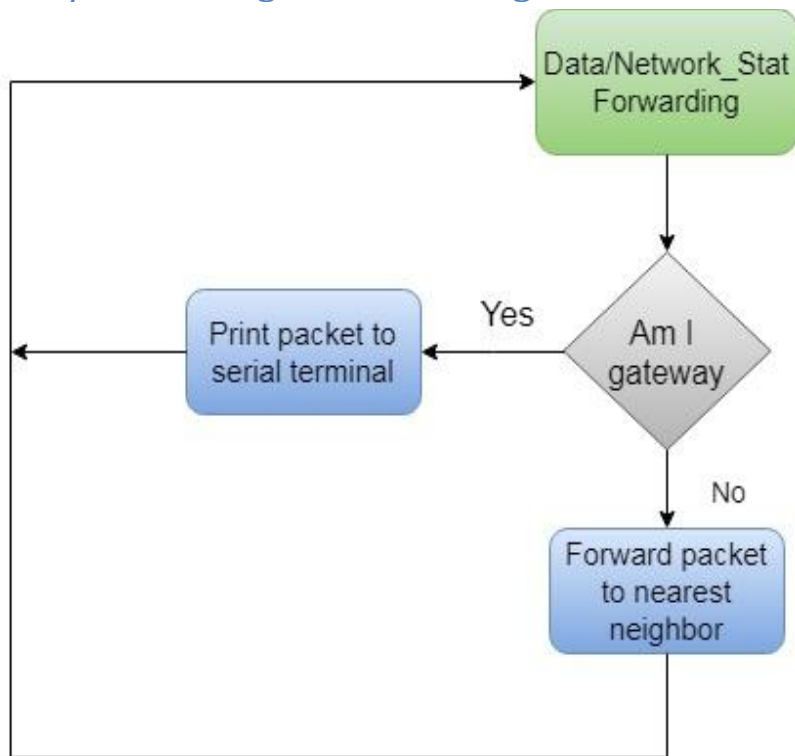 Data/Network_Stat
Forwarding
Yes
Am I
gateway
Print packet to
serial terminal
No
Forward packet
to nearest
neighbor